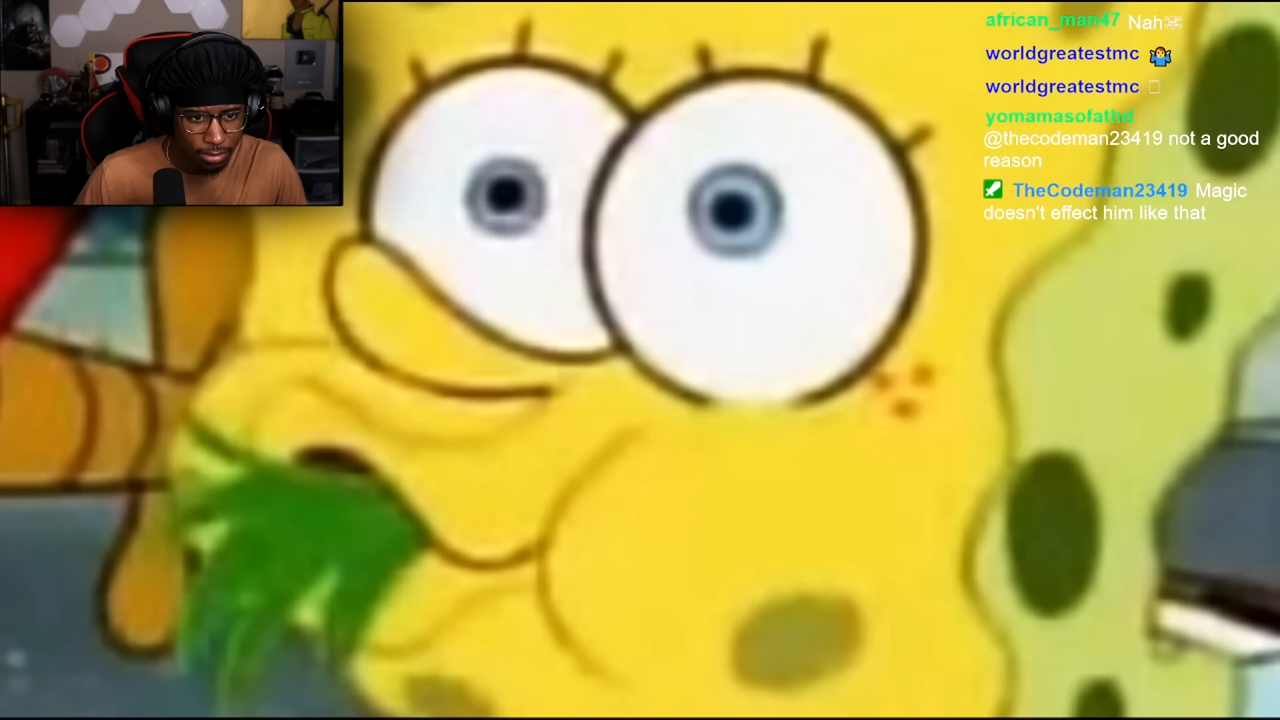 african_man47 Nah☠
worldgreatestmc 🤷
worldgreatestmc
yomamasofathd
@thecodeman23419 not a good
reason
TheCodeman23419 Magic
doesn't effect him like that